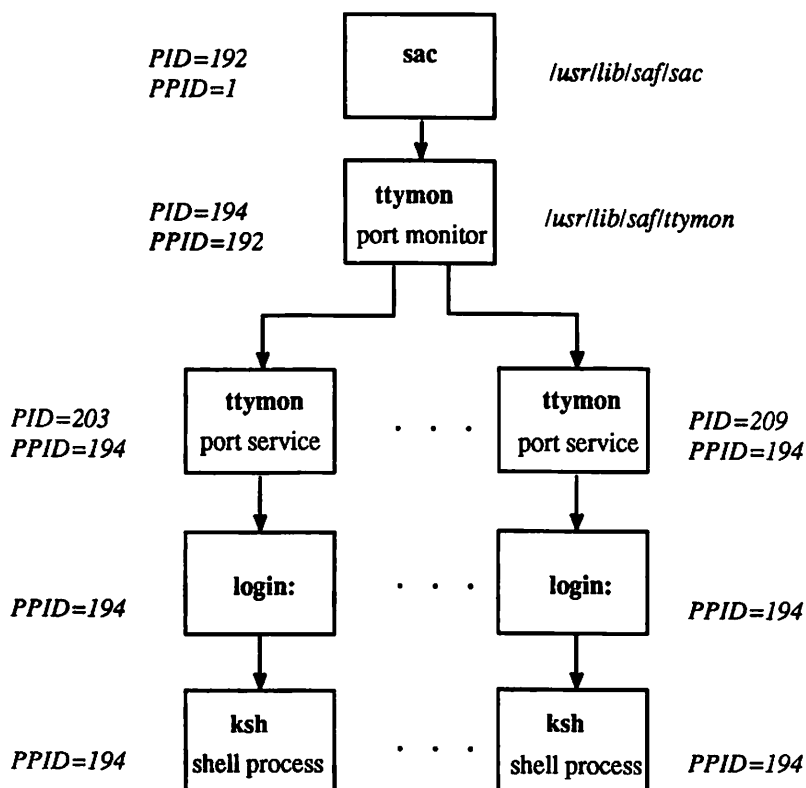 sac
PID=192
PPID=1
/usr/lib/saf/sac
ttymon
port monitor
PID=194
PPID=192
/usr/lib/saf/ttymon
ttymon
port service
PID=203
PPID=194
. . .
ttymon
port service
PID=209
PPID=194
login:
PPID=194
. . .
login:
PPID=194
ksh
shell process
PPID=194
. . .
ksh
shell process
PPID=194